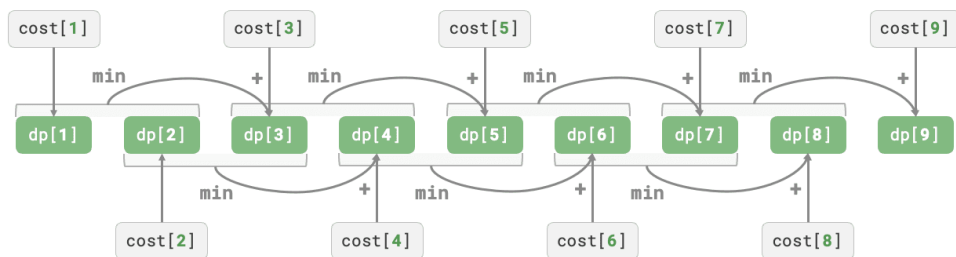 cost[1] cost[3] cost[5] cost[7] cost[9]
min + min + min + min +
dp[1] dp[2] dp[3] dp[4] dp[5] dp[6] dp[7] dp[8] dp[9]
min + min + min +
cost[2] cost[4] cost[6] cost[8]